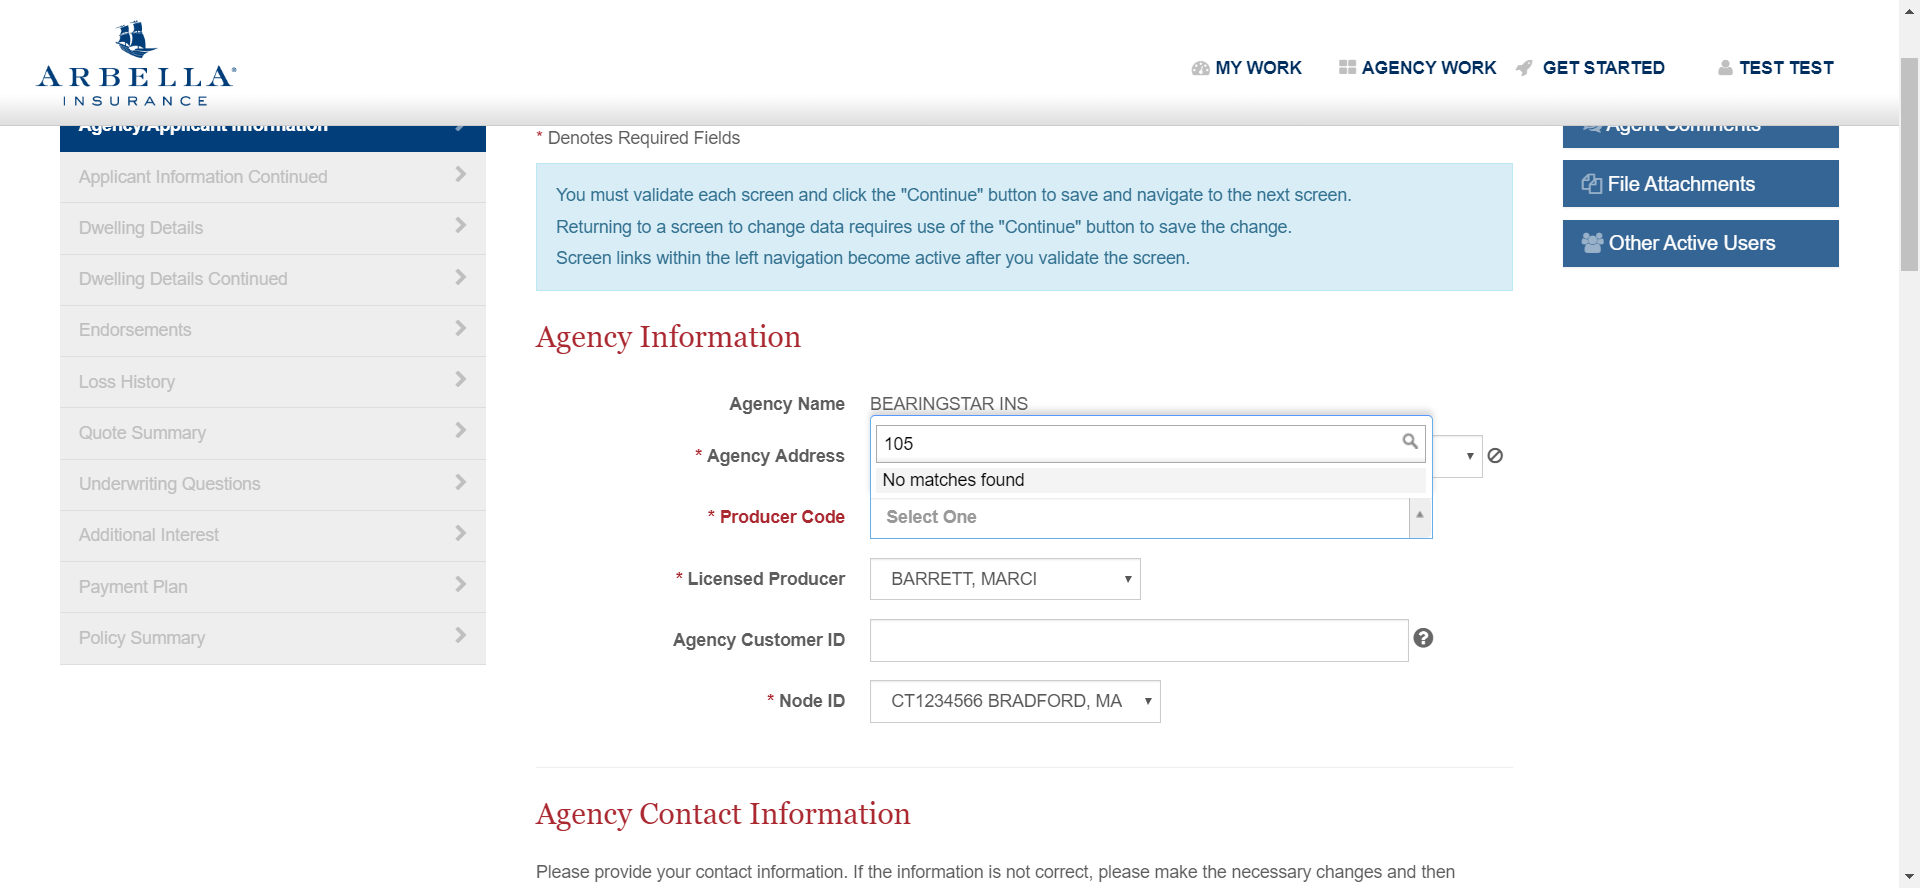 ARBELLA
INSURANCE
MY WORK
AGENCY WORK
GET STARTED
TEST TEST
Agency/Applicant Information
Applicant Information Continued
Dwelling Details
Dwelling Details Continued
Endorsements
Loss History
Quote Summary
Underwriting Questions
Additional Interest
Payment Plan
Policy Summary
* Denotes Required Fields
You must validate each screen and click the "Continue" button to save and navigate to the next screen.
Returning to a screen to change data requires use of the "Continue" button to save the change.
Screen links within the left navigation become active after you validate the screen.
Agency Information
Agency Name BEARINGSTAR INS
* Agency Address
105
No matches found
* Producer Code Select One
* Licensed Producer BARRETT, MARCI
Agency Customer ID
* Node ID CT1234566 BRADFORD, MA
Agency Contact Information
Please provide your contact information. If the information is not correct, please make the necessary changes and then
Agent Comments
File Attachments
Other Active Users